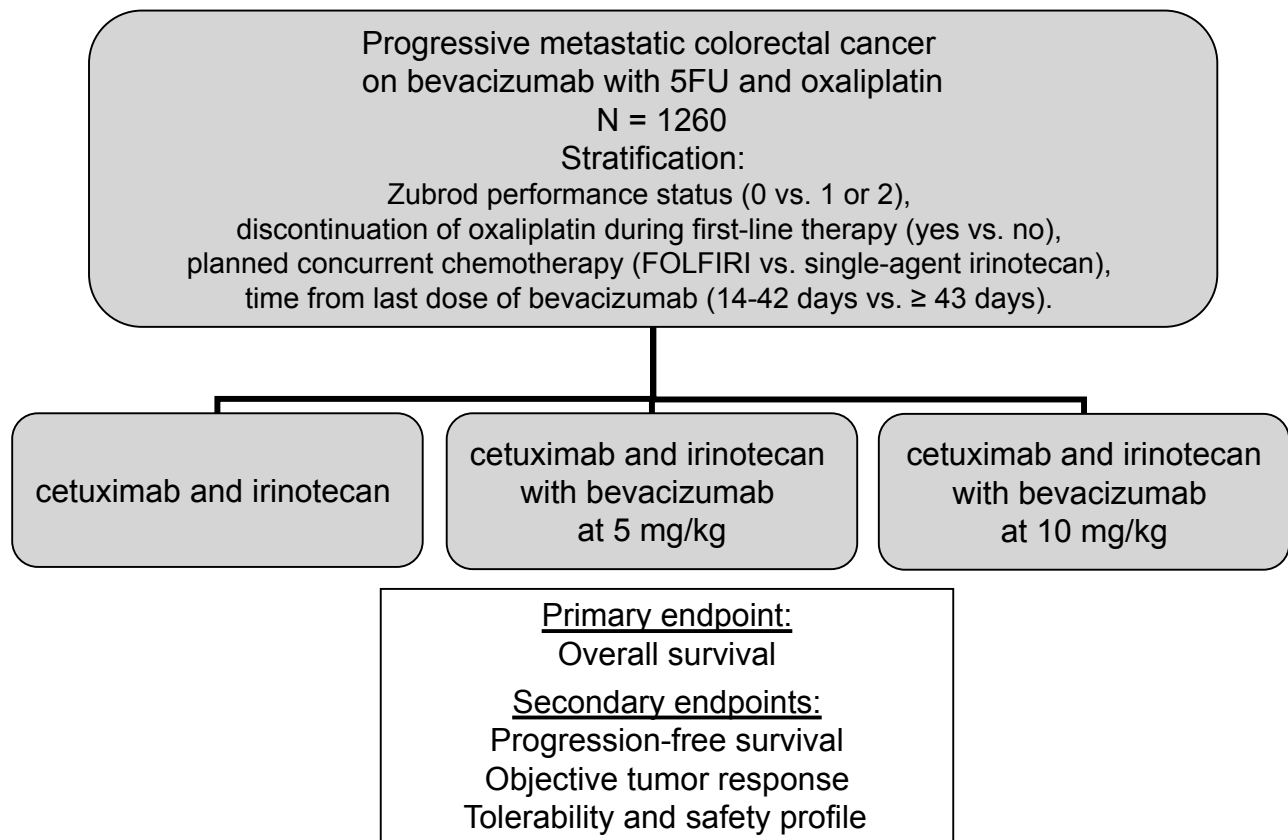 Progressive metastatic colorectal cancer
on bevacizumab with 5FU and oxaliplatin
N = 1260
Stratification:
Zubrod performance status (0 vs. 1 or 2),
discontinuation of oxaliplatin during first-line therapy (yes vs. no),
planned concurrent chemotherapy (FOLFIRI vs. single-agent irinotecan),
time from last dose of bevacizumab (14-42 days vs. ≥ 43 days).
cetuximab and irinotecan
cetuximab and irinotecan
with bevacizumab
at 5 mg/kg
cetuximab and irinotecan
with bevacizumab
at 10 mg/kg
Primary endpoint:
Overall survival
Secondary endpoints:
Progression-free survival
Objective tumor response
Tolerability and safety profile